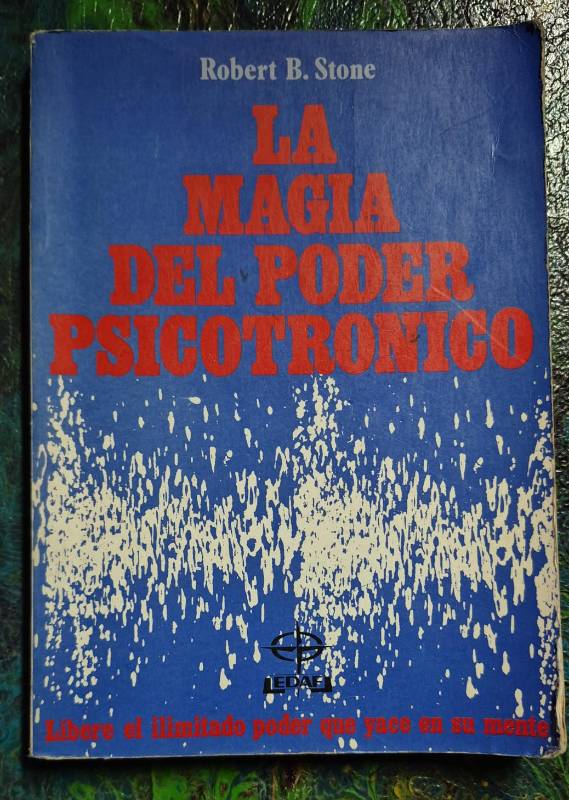 Robert B. Stone
LA
MAGIA
DEL PODER
PSICOTRONICO
EDAF
Libere el ilimitado poder que yace en su mente